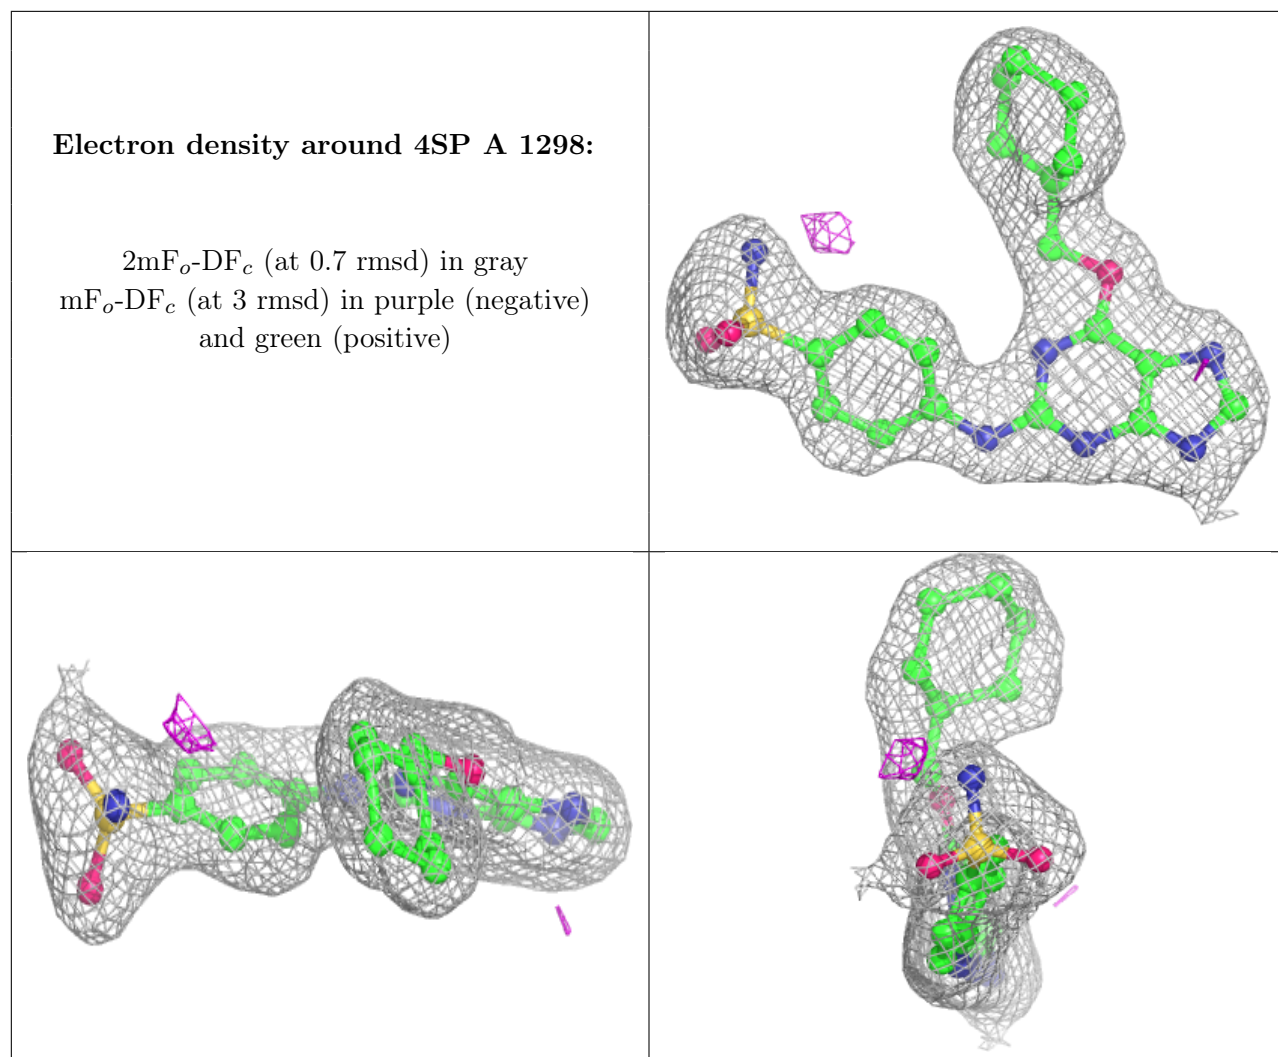 Electron density around 4SP A 1298:
2mFo-DFc (at 0.7 rmsd) in gray
mFo-DFc (at 3 rmsd) in purple (negative)
and green (positive)